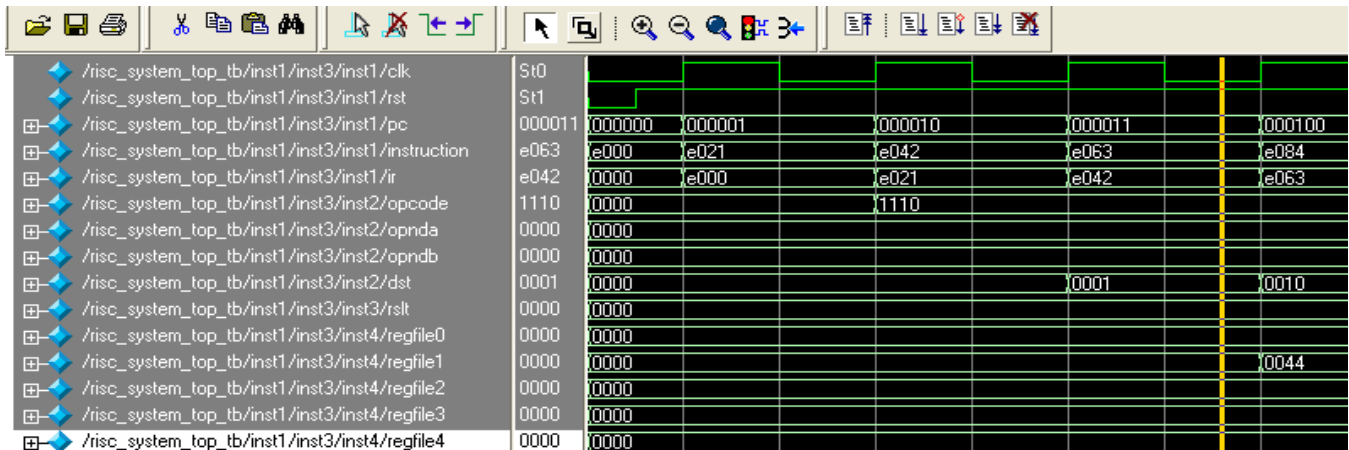 /risc_system_top_tb/inst1/inst3/inst1/clk St0
/risc_system_top_tb/inst1/inst3/inst1/rst St1
/risc_system_top_tb/inst1/inst3/inst1/pc 000011 000000 000001 000010 000011 000100
/risc_system_top_tb/inst1/inst3/inst1/instruction e063 e000 e021 e042 e063 e084
/risc_system_top_tb/inst1/inst3/inst1/ir e042 0000 e000 e021 e042 e063
/risc_system_top_tb/inst1/inst3/inst2/opcode 1110 0000 1110
/risc_system_top_tb/inst1/inst3/inst2/opnda 0000 0000
/risc_system_top_tb/inst1/inst3/inst2/opndb 0000 0000
/risc_system_top_tb/inst1/inst3/inst2/dst 0001 0000 0001 0010
/risc_system_top_tb/inst1/inst3/inst3/rslt 0000 0000
/risc_system_top_tb/inst1/inst3/inst4/regfile0 0000 0000
/risc_system_top_tb/inst1/inst3/inst4/regfile1 0000 0000 0044
/risc_system_top_tb/inst1/inst3/inst4/regfile2 0000 0000
/risc_system_top_tb/inst1/inst3/inst4/regfile3 0000 0000
/risc_system_top_tb/inst1/inst3/inst4/regfile4 0000 0000